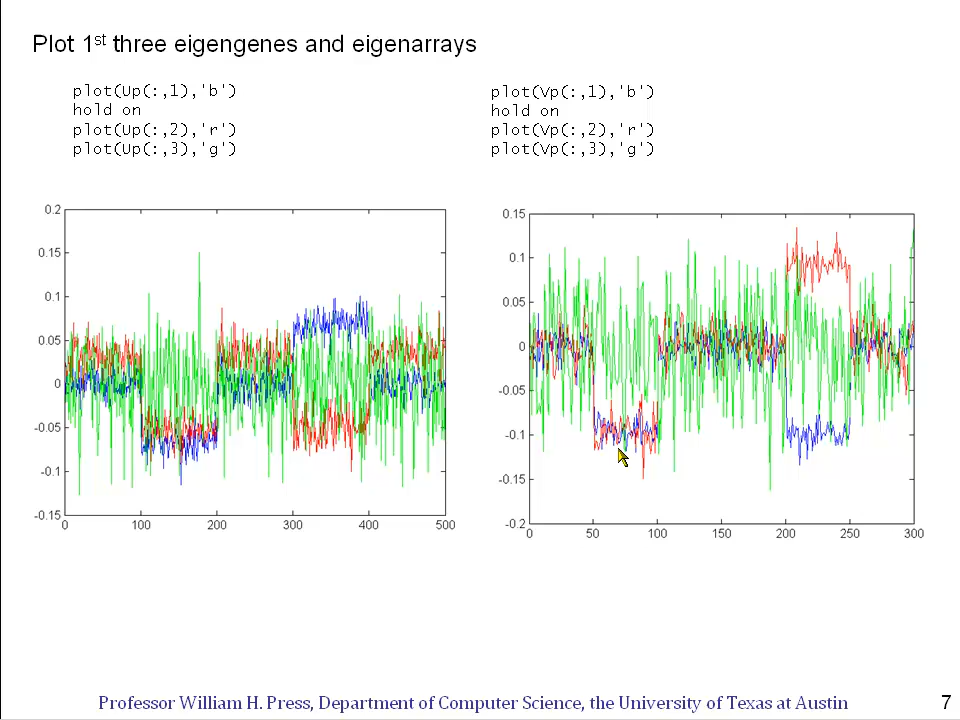 Plot 1st three eigengenes and eigenarrays
plot(Up(:,1),'b')
hold on
plot(Up(:,2),'r')
plot(Up(:,3),'g')
plot(Vp(:,1),'b')
hold on
plot(Vp(:,2),'r')
plot(Vp(:,3),'g')
0.2
0.15
0.1
0.05
0
-0.05
-0.1
-0.15
0 100 200 300 400 500
0.15
0.1
0.05
0
-0.05
-0.1
-0.15
-0.2
0 50 100 150 200 250 300
Professor William H. Press, Department of Computer Science, the University of Texas at Austin
7